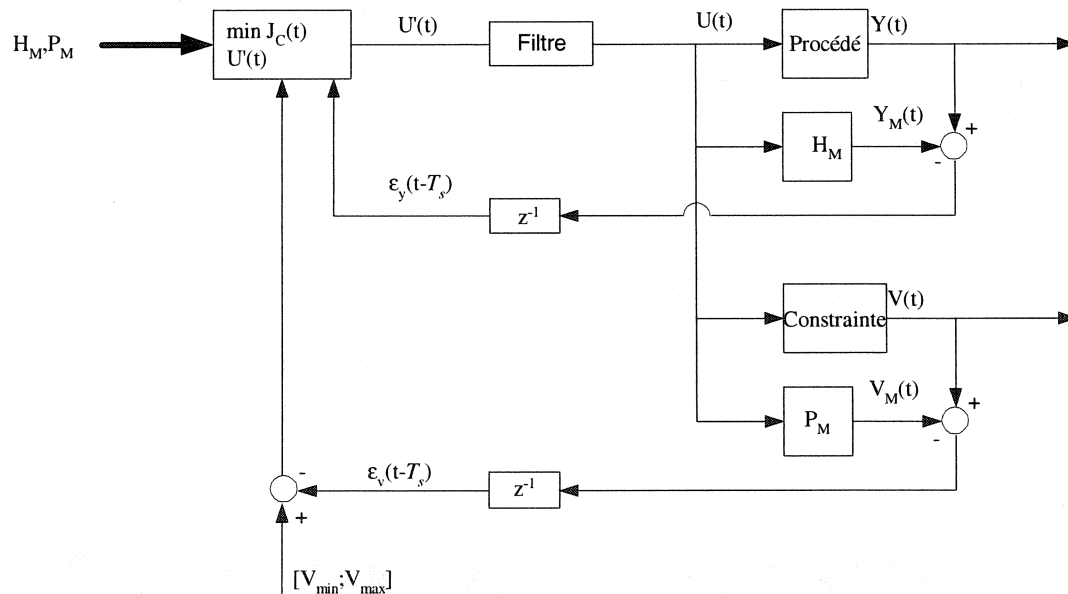 H_M,P_M
min J_C(t)
U'(t)
U'(t)
Filtre
U(t)
Procédé
Y(t)
H_M
Y_M(t)
+
-
ε_y(t-T_s)
z⁻¹
Constrainte
V(t)
P_M
V_M(t)
+
-
ε_v(t-T_s)
z⁻¹
-
+
[V_min;V_max]